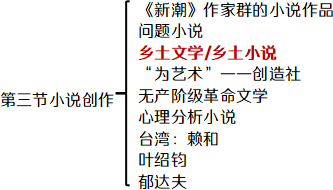 第三节小说创作
《新潮》作家群的小说作品
问题小说
乡土文学/乡土小说
“为艺术”——创造社
无产阶级革命文学
心理分析小说
台湾：赖和
叶绍钧
郁达夫